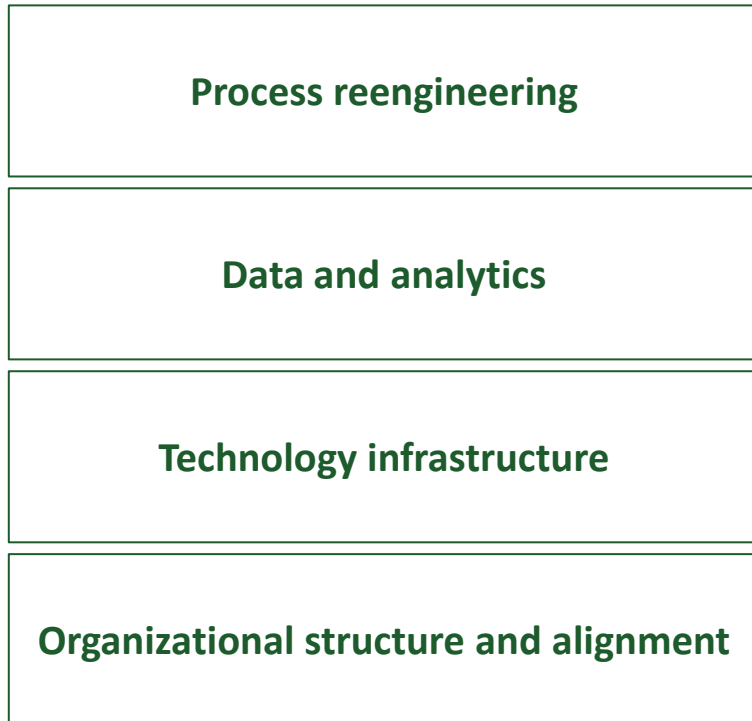 Process reengineering
Data and analytics
Technology infrastructure
Organizational structure and alignment